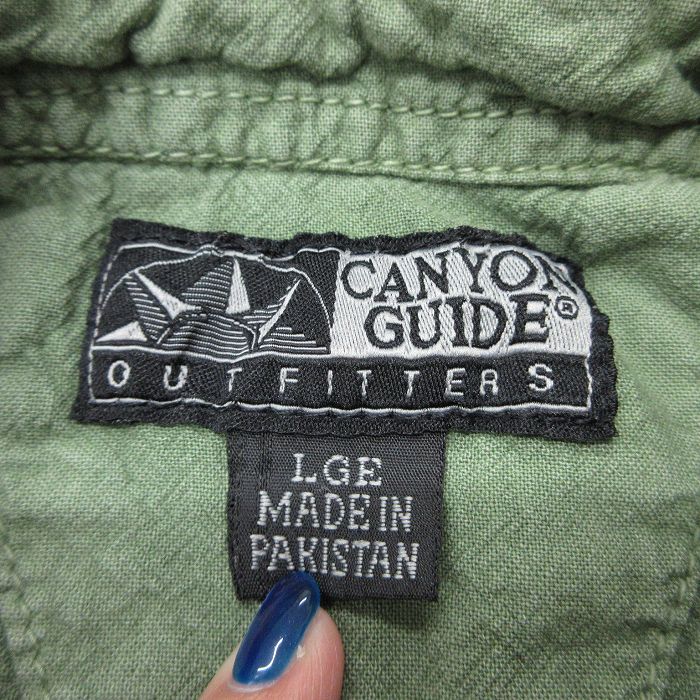 CANYON
GUIDE®
OUTFITTERS
LGE
MADE IN
PAKISTAN